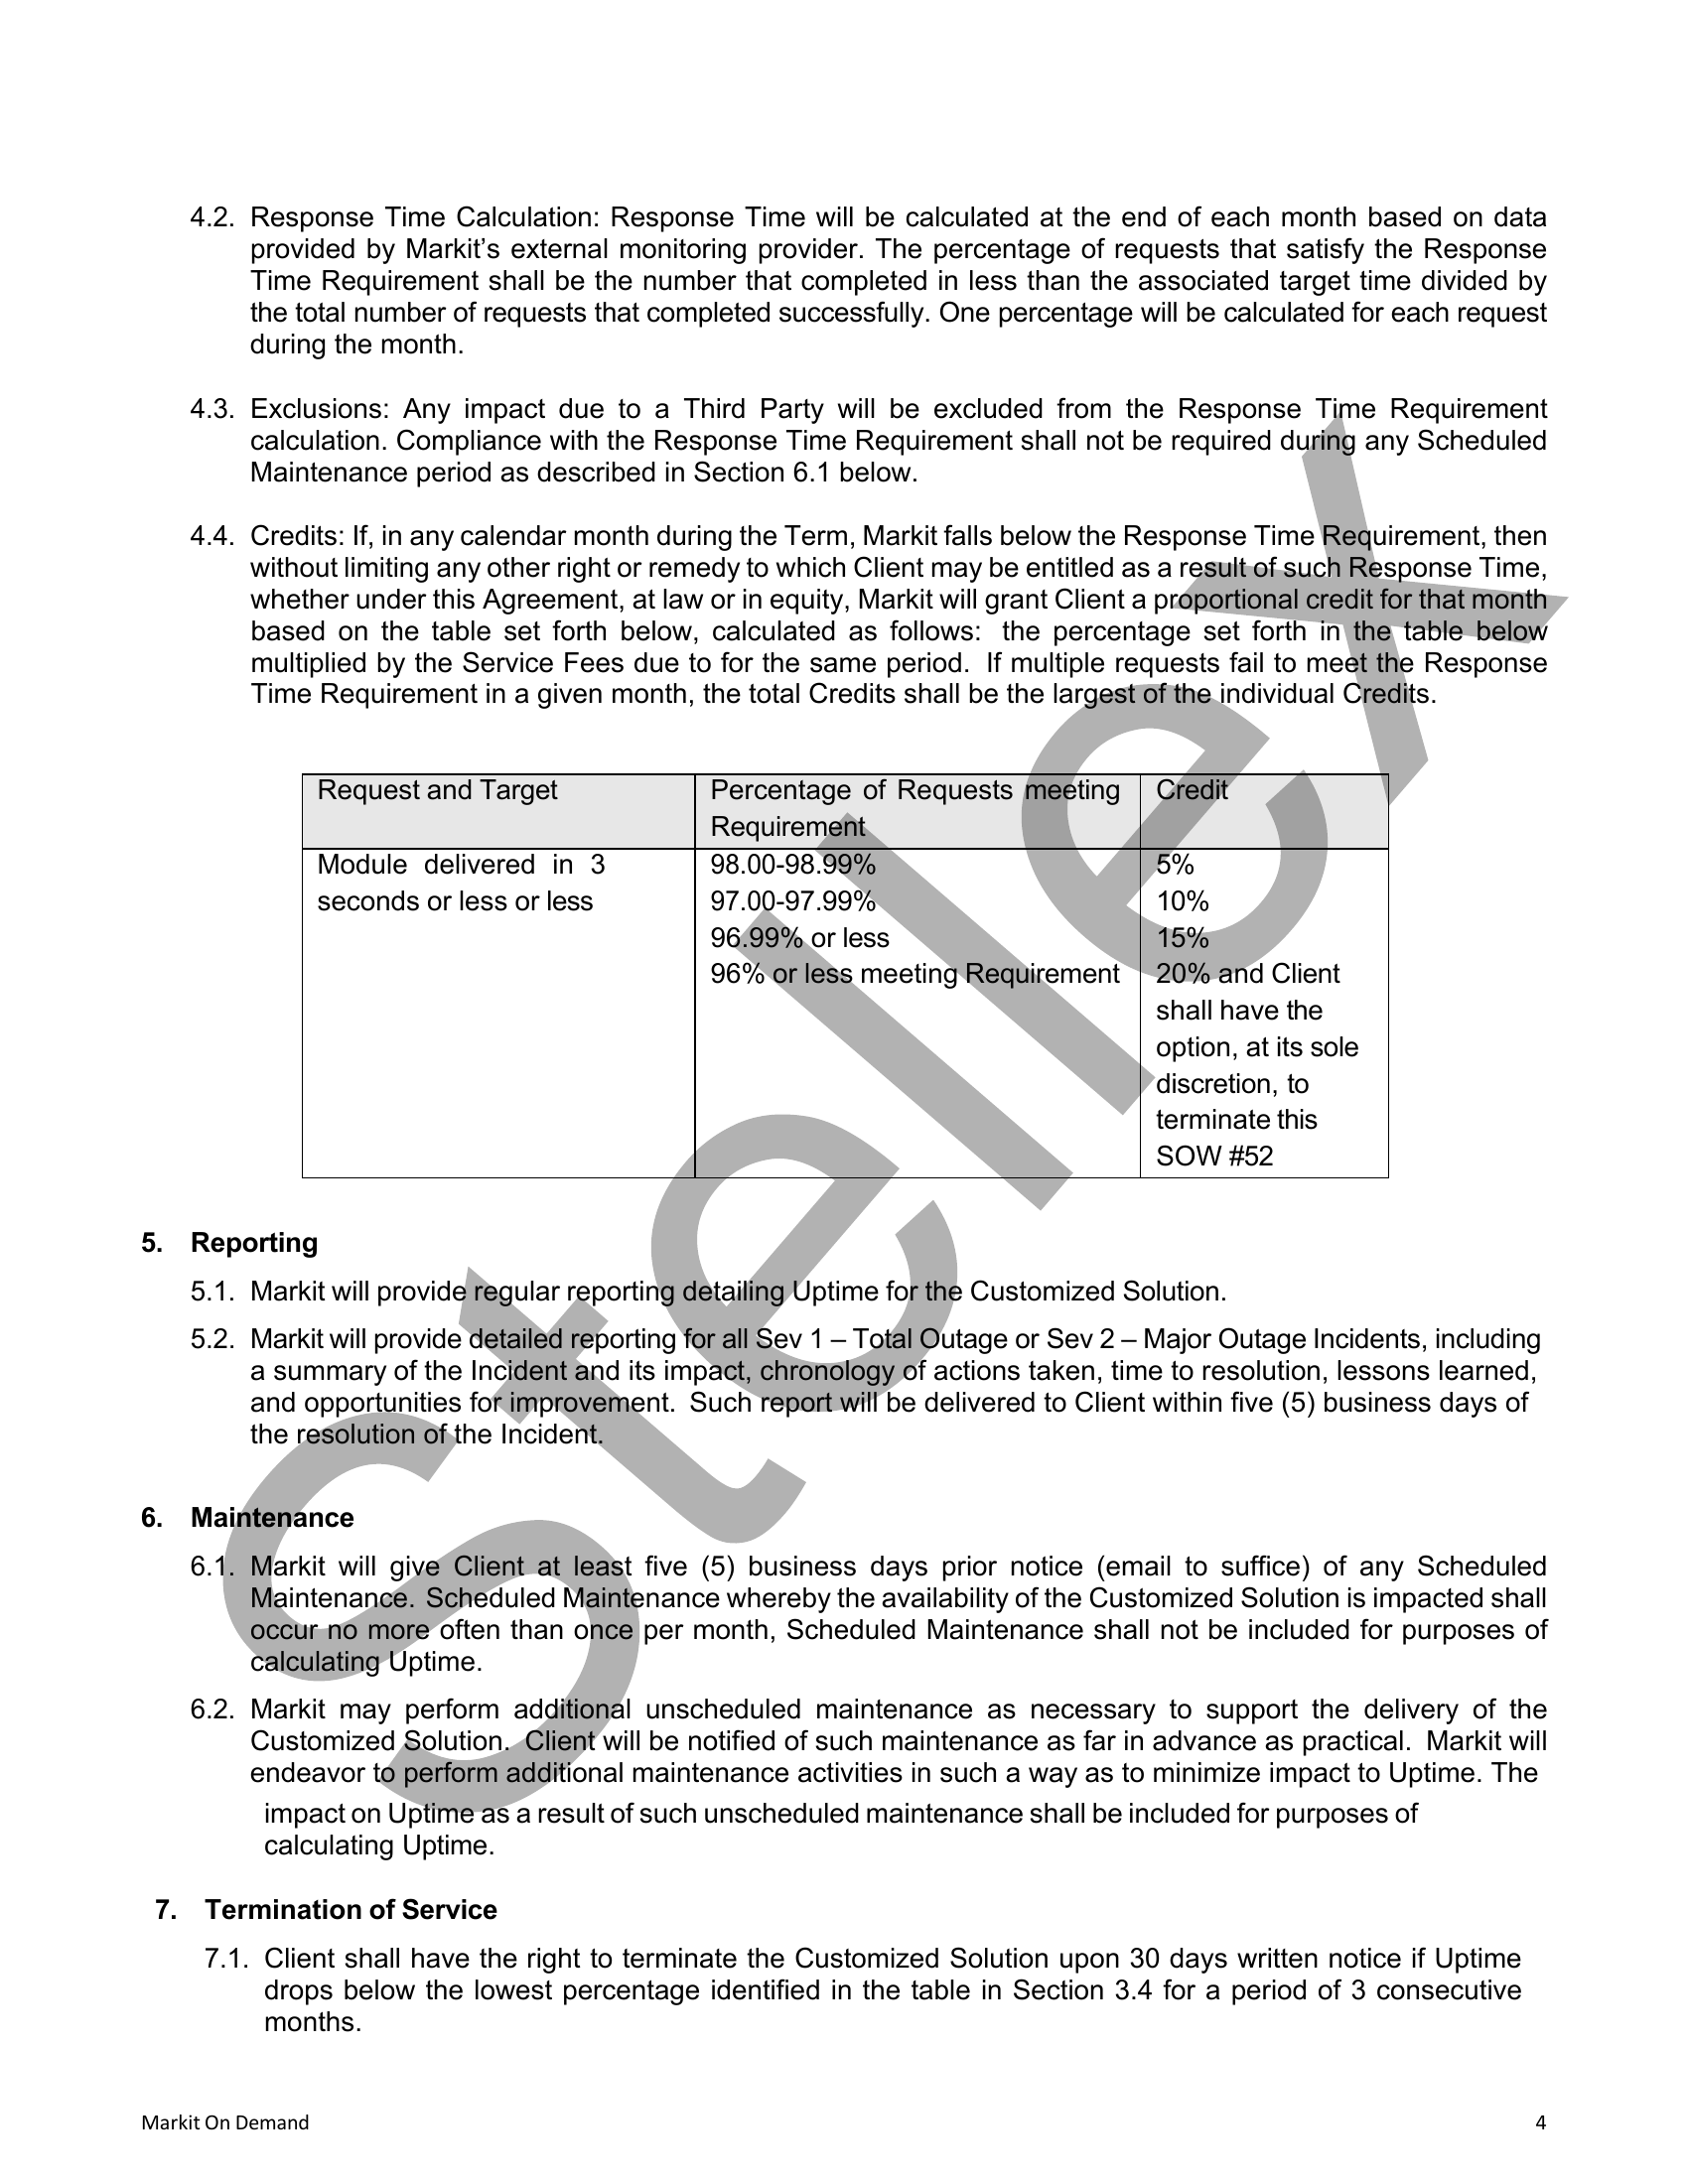 4.2. Response Time Calculation: Response Time will be calculated at the end of each month based on data
provided by Markit’s external monitoring provider. The percentage of requests that satisfy the Response
Time Requirement shall be the number that completed in less than the associated target time divided by
the total number of requests that completed successfully. One percentage will be calculated for each request
during the month.
4.3. Exclusions: Any impact due to a Third Party will be excluded from the Response Time Requirement
calculation. Compliance with the Response Time Requirement shall not be required during any Scheduled
Maintenance period as described in Section 6.1 below.
4.4. Credits: If, in any calendar month during the Term, Markit falls below the Response Time Requirement, then
without limiting any other right or remedy to which Client may be entitled as a result of such Response Time,
whether under this Agreement, at law or in equity, Markit will grant Client a proportional credit for that month
based on the table set forth below, calculated as follows: the percentage set forth in the table below
multiplied by the Service Fees due to for the same period. If multiple requests fail to meet the Response
Time Requirement in a given month, the total Credits shall be the largest of the individual Credits.
Request and Target
Percentage of Requests meeting
Requirement
Credit
Module delivered in 3
seconds or less or less
98.00-98.99%
97.00-97.99%
96.99% or less
96% or less meeting Requirement
5%
10%
15%
20% and Client
shall have the
option, at its sole
discretion, to
terminate this
SOW #52
5. Reporting
5.1. Markit will provide regular reporting detailing Uptime for the Customized Solution.
5.2. Markit will provide detailed reporting for all Sev 1 – Total Outage or Sev 2 – Major Outage Incidents, including
a summary of the Incident and its impact, chronology of actions taken, time to resolution, lessons learned,
and opportunities for improvement. Such report will be delivered to Client within five (5) business days of
the resolution of the Incident.
6. Maintenance
6.1. Markit will give Client at least five (5) business days prior notice (email to suffice) of any Scheduled
Maintenance. Scheduled Maintenance whereby the availability of the Customized Solution is impacted shall
occur no more often than once per month, Scheduled Maintenance shall not be included for purposes of
calculating Uptime.
6.2. Markit may perform additional unscheduled maintenance as necessary to support the delivery of the
Customized Solution. Client will be notified of such maintenance as far in advance as practical. Markit will
endeavor to perform additional maintenance activities in such a way as to minimize impact to Uptime. The
impact on Uptime as a result of such unscheduled maintenance shall be included for purposes of
calculating Uptime.
7. Termination of Service
7.1. Client shall have the right to terminate the Customized Solution upon 30 days written notice if Uptime
drops below the lowest percentage identified in the table in Section 3.4 for a period of 3 consecutive
months.
Markit On Demand 4
Stellex